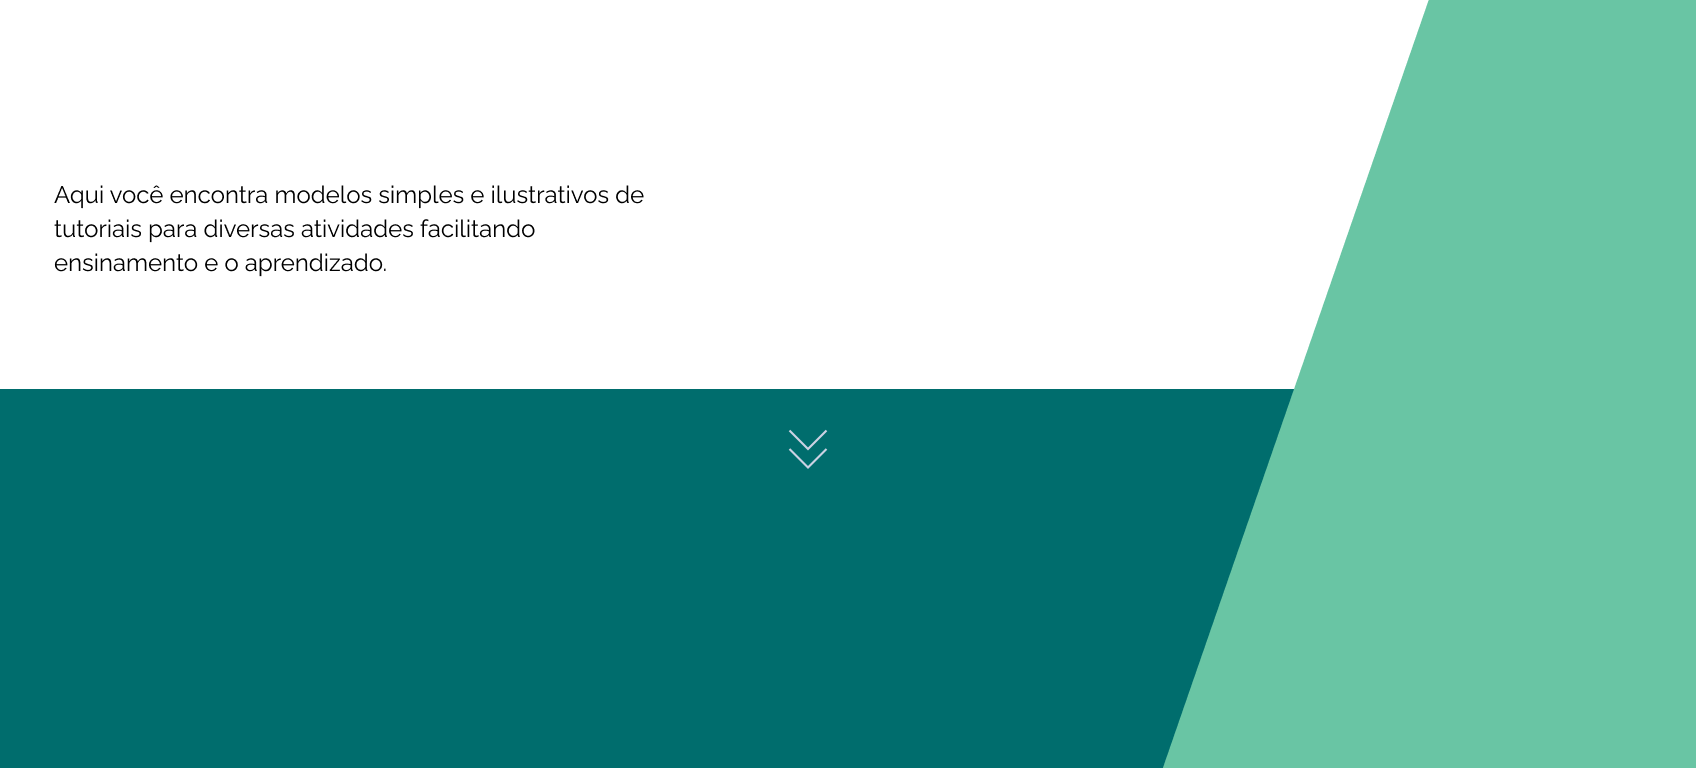 Aqui você encontra modelos simples e ilustrativos de
tutoriais para diversas atividades facilitando
ensinamento e o aprendizado.